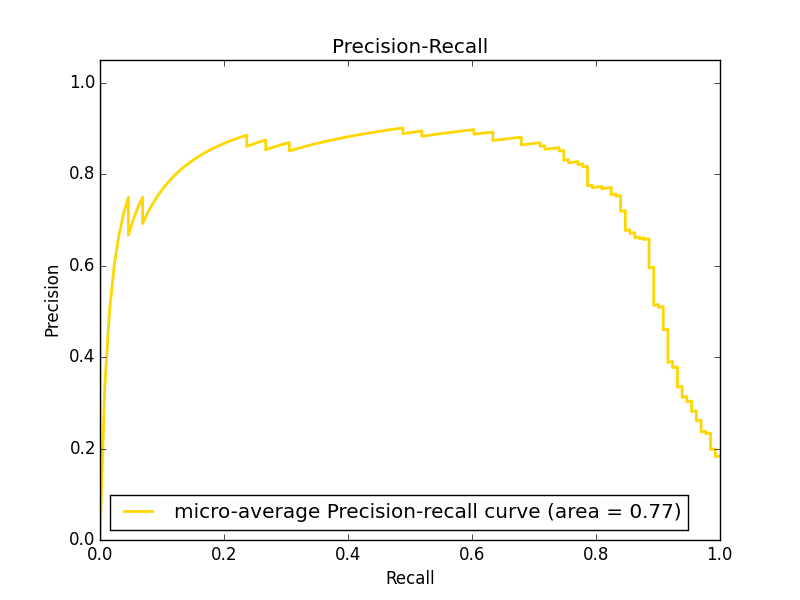 Precision-Recall
1.0
0.8
0.6
0.4
0.2
0.0
Precision
micro-average Precision-recall curve (area = 0.77)
0.0 0.2 0.4 0.6 0.8 1.0
Recall